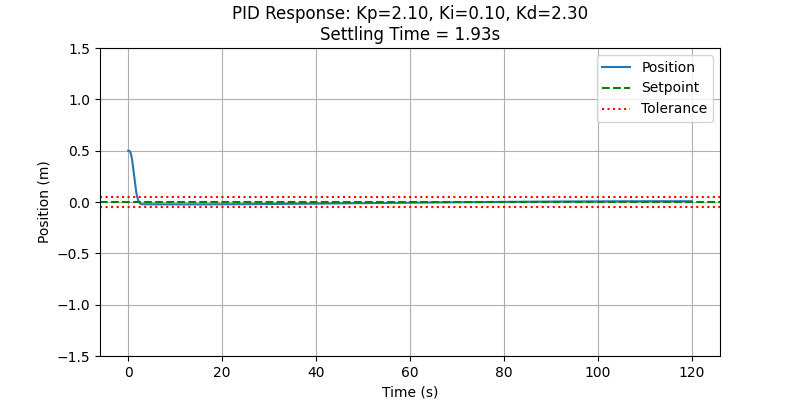 PID Response: Kp=2.10, Ki=0.10, Kd=2.30
Settling Time = 1.93s
1.5
1.0
0.5
0.0
−0.5
−1.0
−1.5
Position (m)
Position
Setpoint
Tolerance
0 20 40 60 80 100 120
Time (s)